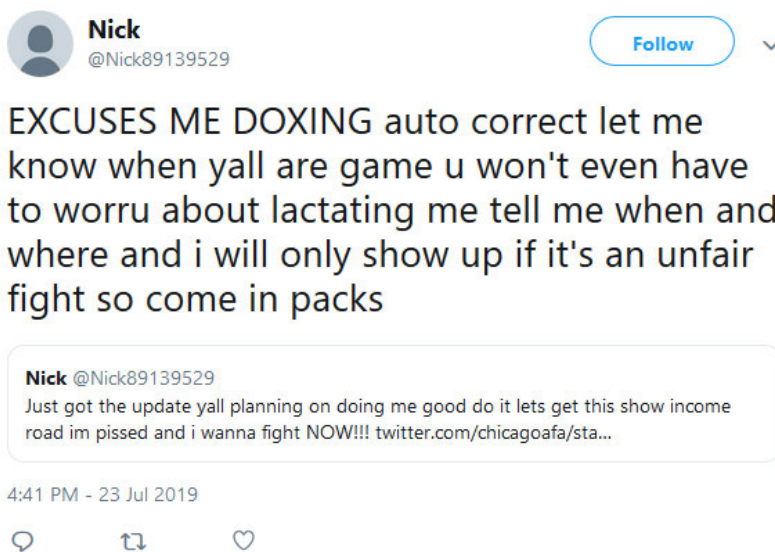 Nick
@Nick89139529
Follow
EXCUSES ME DOXING auto correct let me
know when yall are game u won't even have
to worru about lactating me tell me when and
where and i will only show up if it's an unfair
fight so come in packs
Nick @Nick89139529
Just got the update yall planning on doing me good do it lets get this show income
road im pissed and i wanna fight NOW!!! twitter.com/chicagoafa/sta...
4:41 PM - 23 Jul 2019